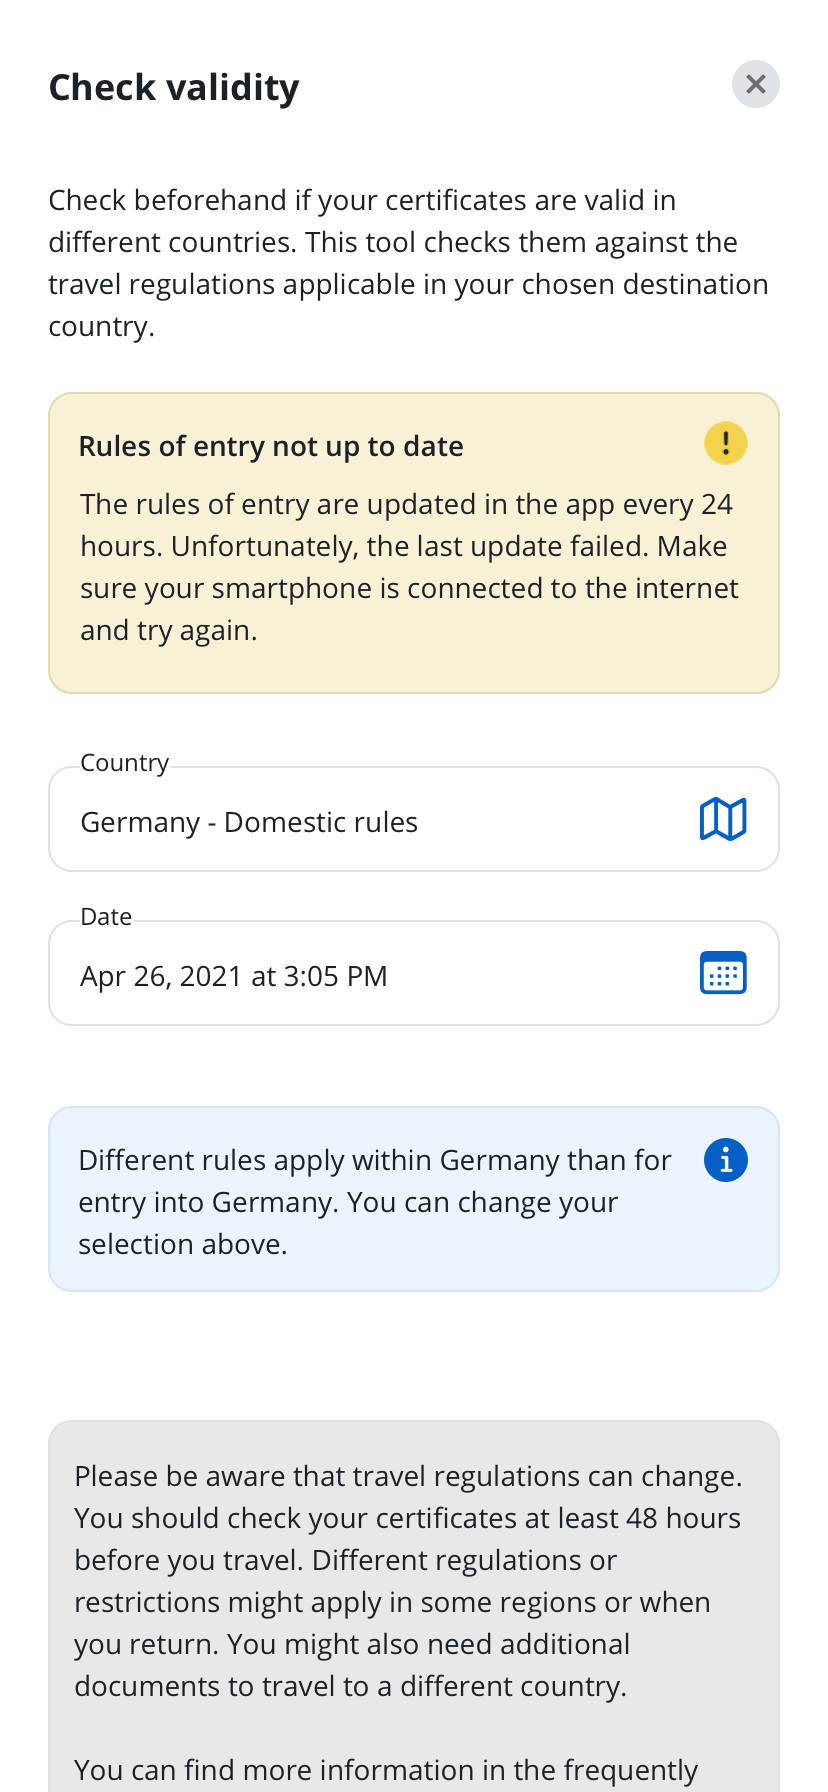 Check validity
Check beforehand if your certificates are valid in
different countries. This tool checks them against the
travel regulations applicable in your chosen destination
country.
Rules of entry not up to date
The rules of entry are updated in the app every 24
hours. Unfortunately, the last update failed. Make
sure your smartphone is connected to the internet
and try again.
Country
Germany - Domestic rules
Date
Apr 26, 2021 at 3:05 PM
Different rules apply within Germany than for
entry into Germany. You can change your
selection above.
Please be aware that travel regulations can change.
You should check your certificates at least 48 hours
before you travel. Different regulations or
restrictions might apply in some regions or when
you return. You might also need additional
documents to travel to a different country.
You can find more information in the frequently